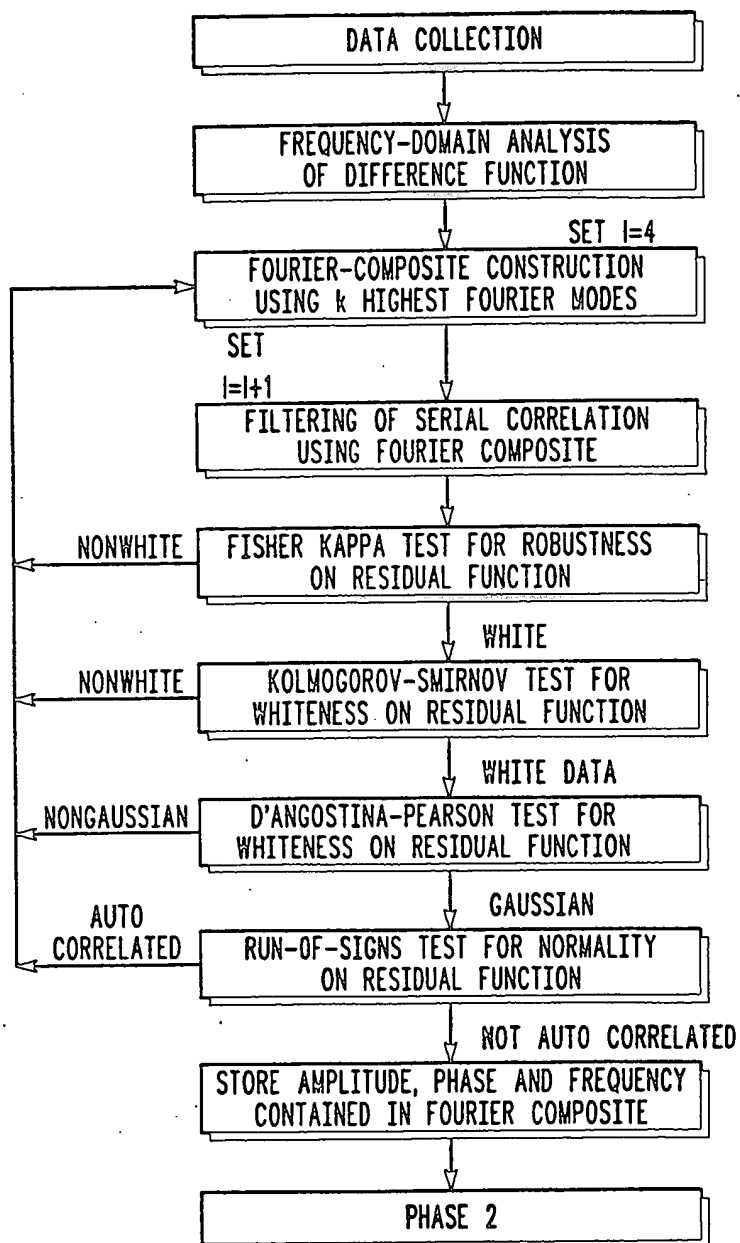 DATA COLLECTION
FREQUENCY-DOMAIN ANALYSIS
OF DIFFERENCE FUNCTION
SET I=4
FOURIER-COMPOSITE CONSTRUCTION
USING k HIGHEST FOURIER MODES
SET
I=I+1
FILTERING OF SERIAL CORRELATION
USING FOURIER COMPOSITE
NONWHITE
FISHER KAPPA TEST FOR ROBUSTNESS
ON RESIDUAL FUNCTION
WHITE
NONWHITE
KOLMOGOROV-SMIRNOV TEST FOR
WHITENESS ON RESIDUAL FUNCTION
WHITE DATA
NONGAUSSIAN
D'ANGOSTINA-PEARSON TEST FOR
WHITENESS ON RESIDUAL FUNCTION
GAUSSIAN
AUTO
CORRELATED
RUN-OF-SIGNS TEST FOR NORMALITY
ON RESIDUAL FUNCTION
NOT AUTO CORRELATED
STORE AMPLITUDE, PHASE AND FREQUENCY
CONTAINED IN FOURIER COMPOSITE
PHASE 2